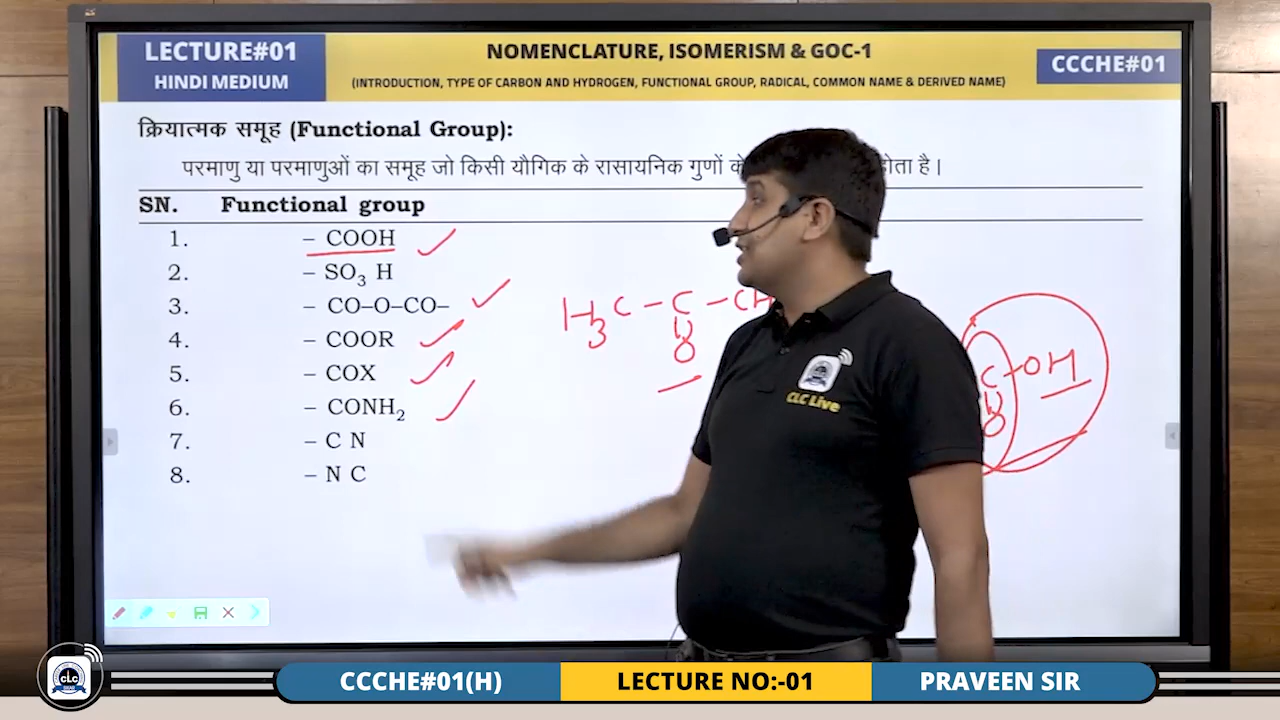 LECTURE#01
HINDI MEDIUM
NOMENCLATURE, ISOMERISM & GOC-1
(INTRODUCTION, TYPE OF CARBON AND HYDROGEN, FUNCTIONAL GROUP, RADICAL, COMMON NAME & DERIVED NAME)
CCCHE#01
क्रियात्मक समूह (Functional Group):
परमाणु या परमाणुओं का समूह जो किसी यौगिक के रासायनिक गुणों के होता है।
SN. Functional group
1. – COOH
2. – SO₃ H
3. – CO–O–CO–
4. – COOR
5. – COX
6. – CONH₂
7. – C N
8. – N C
H₃C – C – CH
O
C – OH
O
CLC Live
CLC
CCCHE#01(H)
LECTURE NO:-01
PRAVEEN SIR